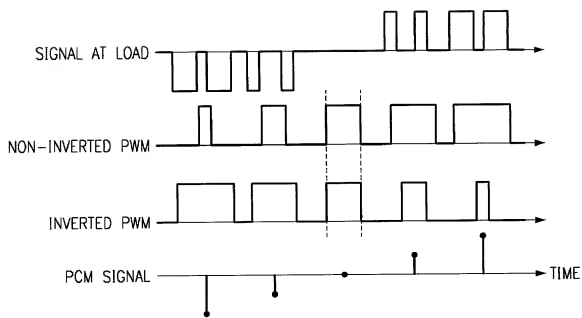 SIGNAL AT LOAD
NON-INVERTED PWM
INVERTED PWM
PCM SIGNAL
TIME